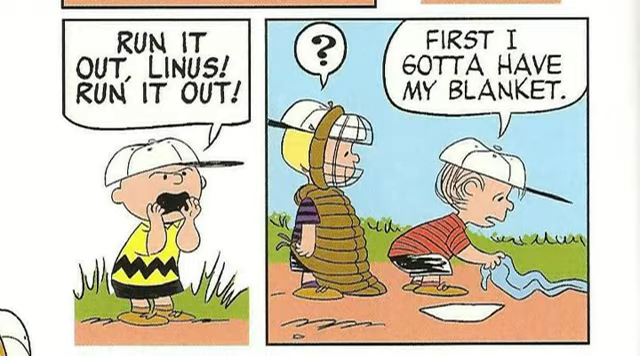 RUN IT
OUT, LINUS!
RUN IT OUT!
?
FIRST I
GOTTA HAVE
MY BLANKET.